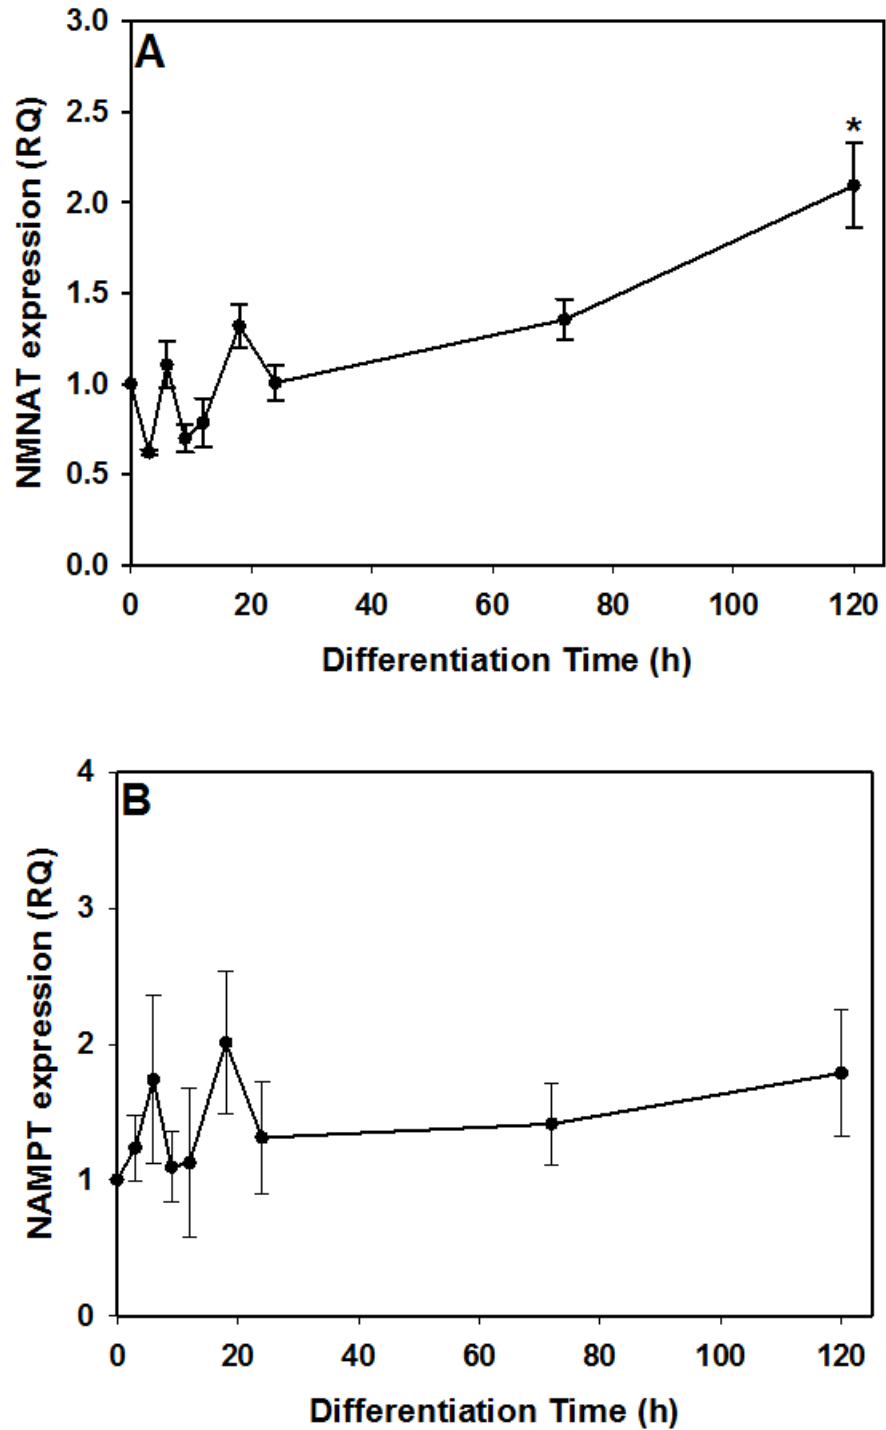 A
NMNAT expression (RQ)
3.0
2.5
2.0
1.5
1.0
0.5
0.0
*
0 20 40 60 80 100 120
Differentiation Time (h)
B
NAMPT expression (RQ)
4
3
2
1
0
0 20 40 60 80 100 120
Differentiation Time (h)